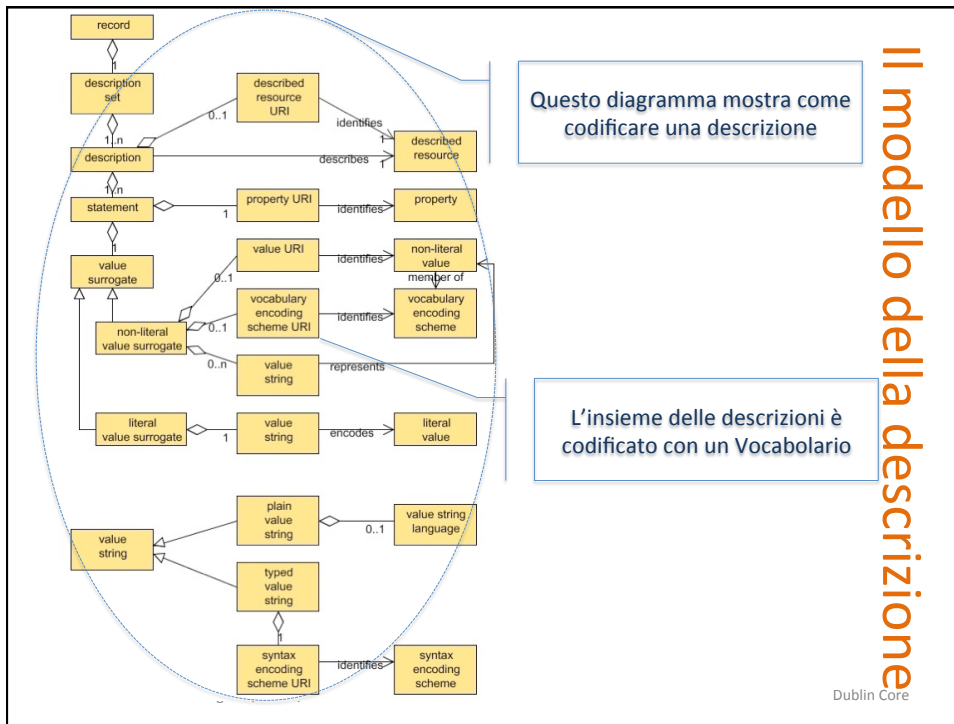 record
1
description
set
1..n
description
1..n
statement
1
value
surrogate
non-literal
value surrogate
literal
value surrogate
value
string
described
resource
URI
0..1
identifies
1
described
resource
describes
1
property URI
1
identifies
property
value URI
0..1
identifies
non-literal
value
member of
vocabulary
encoding
scheme URI
0..1
identifies
vocabulary
encoding
scheme
0..n
value
string
represents
1
value
string
encodes
literal
value
plain
value
string
0..1
value string
language
typed
value
string
1
syntax
encoding
scheme URI
identifies
syntax
encoding
scheme
Questo diagramma mostra come
codificare una descrizione
L'insieme delle descrizioni è
codificato con un Vocabolario
Il modello della descrizione
Dublin Core